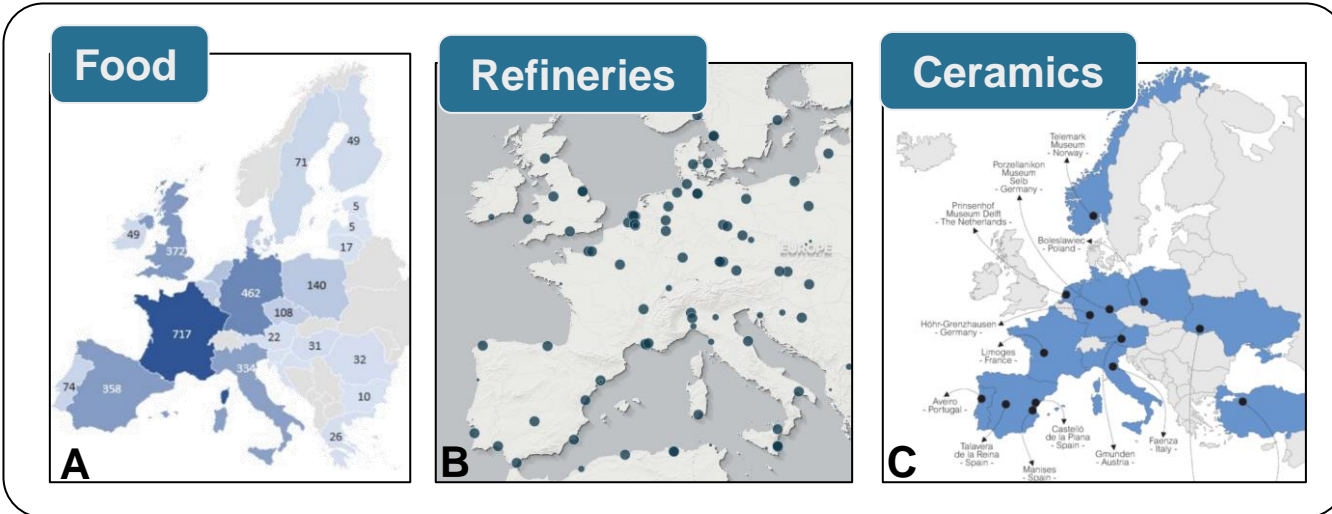 Food
49
71
5
5
17
49
372
462
140
108
717
22
31
32
334
74
358
10
26
A
Refineries
EUROPE
B
Ceramics
Telemark
Museum
- Norway -
Porzellanikon
Museum
Selb
- Germany -
Prinsenhof
Museum Delft
- The Netherlands -
Boleslawiec
- Poland -
Höhr-Grenzhausen
- Germany -
Limoges
- France -
Aveiro
- Portugal -
Talavera
de la Reina
- Spain -
Manises
- Spain -
Castelló
de la Plana
- Spain -
Gmunden
- Austria -
Faenza
- Italy -
C